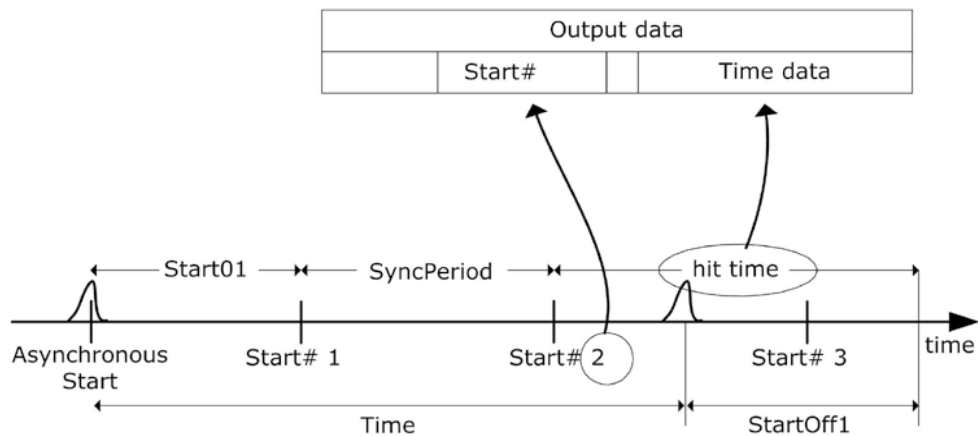 Output data
Start#
Time data
Start01
SyncPeriod
hit time
Asynchronous
Start
Start# 1
Start# 2
Start# 3
time
Time
StartOff1